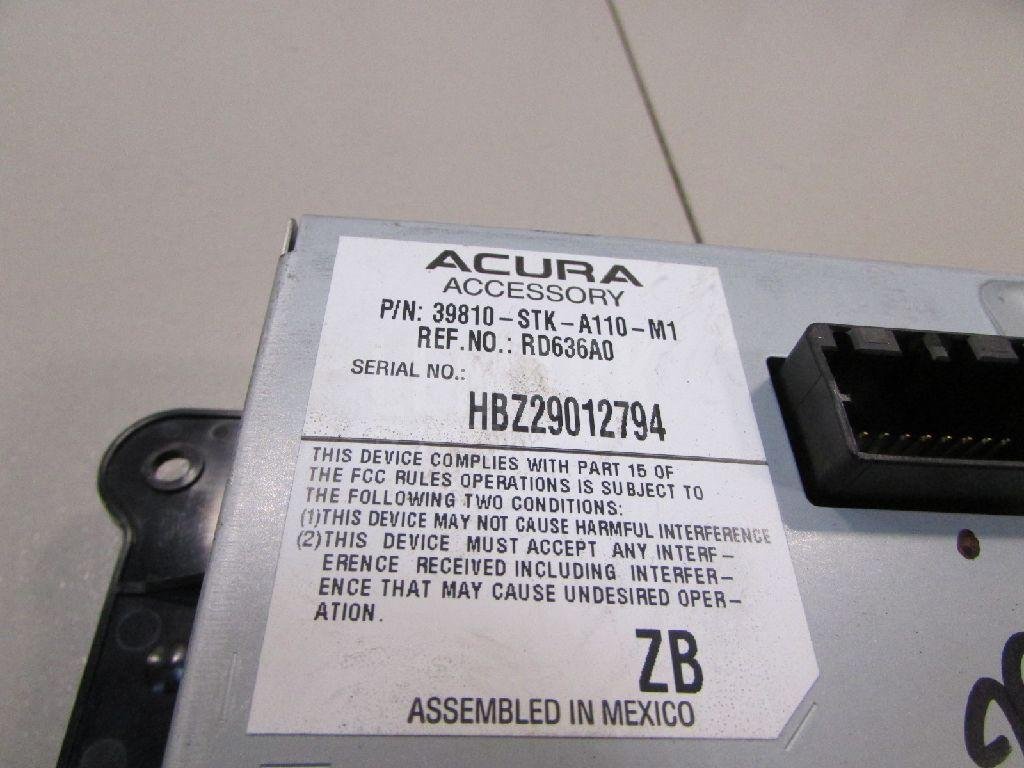 ACURA
ACCESSORY
P/N: 39810-STK-A110-M1
REF.NO.: RD636A0
SERIAL NO.:
HBZ29012794
THIS DEVICE COMPLIES WITH PART 15 OF
THE FCC RULES OPERATIONS IS SUBJECT TO
THE FOLLOWING TWO CONDITIONS:
(1)THIS DEVICE MAY NOT CAUSE HARMFUL INTERFERENCE
(2)THIS DEVICE MUST ACCEPT ANY INTERF-
ERENCE RECEIVED INCLUDING INTERFER-
ENCE THAT MAY CAUSE UNDESIRED OPER-
ATION.
ZB
ASSEMBLED IN MEXICO